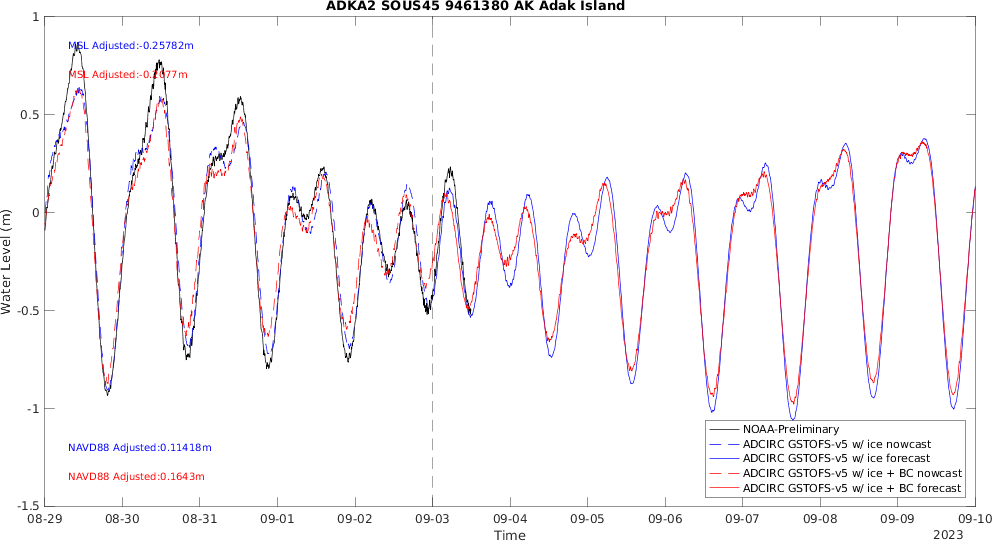 ADKA2 SOUS45 9461380 AK Adak Island
MSL Adjusted:-0.25782m
MSL Adjusted:-0.2077m
NAVD88 Adjusted:0.11418m
NAVD88 Adjusted:0.1643m
Water Level (m)
1
0.5
0
-0.5
-1
-1.5
NOAA-Preliminary
ADCIRC GSTOFS-v5 w/ ice nowcast
ADCIRC GSTOFS-v5 w/ ice forecast
ADCIRC GSTOFS-v5 w/ ice + BC nowcast
ADCIRC GSTOFS-v5 w/ ice + BC forecast
08-29 08-30 08-31 09-01 09-02 09-03 09-04 09-05 09-06 09-07 09-08 09-09 09-10
Time
2023